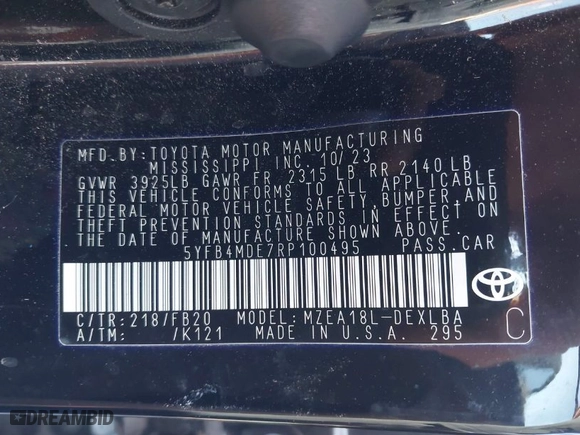 MFD. BY: TOYOTA MOTOR MANUFACTURING
MISSISSIPPI INC. 10/23
GVWR 3925LB GAWR FR 2315 LB RR 2140 LB
THIS VEHICLE CONFORMS TO ALL APPLICABLE
FEDERAL MOTOR VEHICLE SAFETY, BUMPER, AND
THEFT PREVENTION STANDARDS IN EFFECT ON
THE DATE OF MANUFACTURE SHOWN ABOVE.
5YFB4MDE7RP100495 PASS.CAR
C/TR:218/FB20 MODEL: MZEA18L-DEXLBA
A/TM: /K121 MADE IN U.S.A. 295 C
DREAMBID